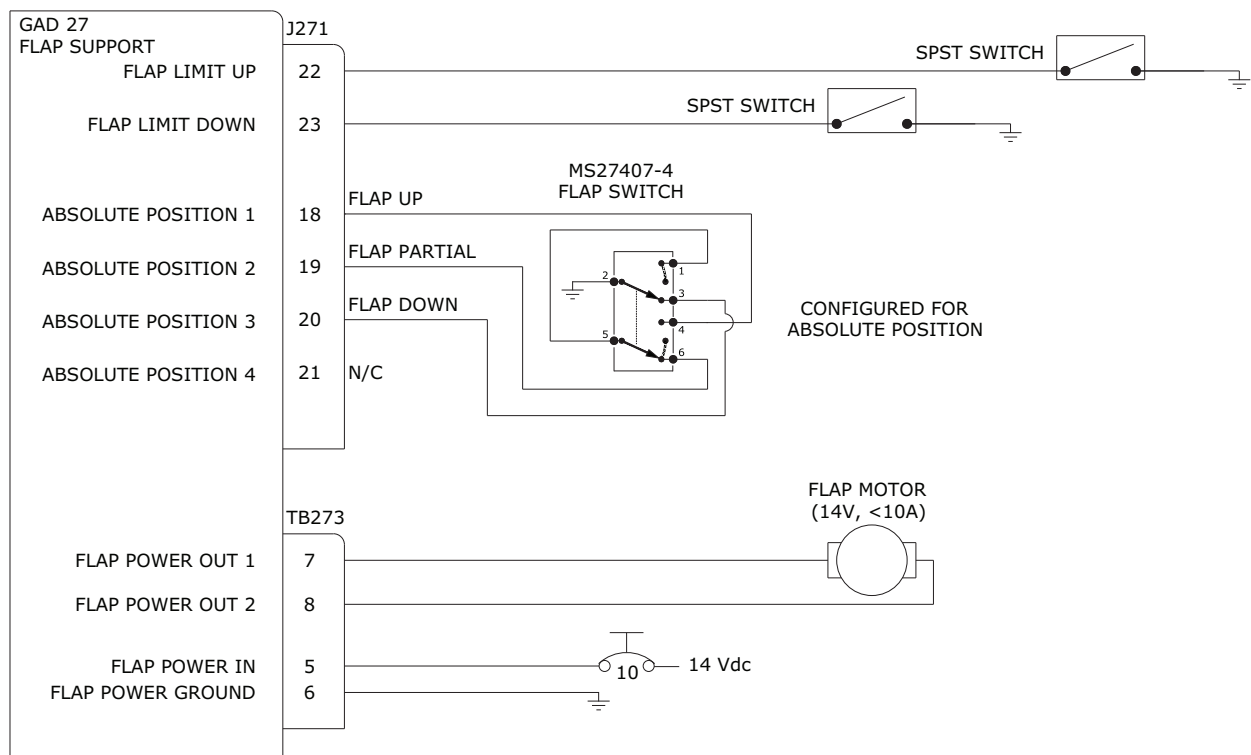 GAD 27
FLAP SUPPORT
J271
FLAP LIMIT UP
22
SPST SWITCH
FLAP LIMIT DOWN
23
SPST SWITCH
MS27407-4
FLAP SWITCH
ABSOLUTE POSITION 1
18
FLAP UP
ABSOLUTE POSITION 2
19
FLAP PARTIAL
ABSOLUTE POSITION 3
20
FLAP DOWN
ABSOLUTE POSITION 4
21
N/C
1
2
3
4
5
6
CONFIGURED FOR
ABSOLUTE POSITION
TB273
FLAP MOTOR
(14V, <10A)
FLAP POWER OUT 1
7
FLAP POWER OUT 2
8
FLAP POWER IN
5
10
14 Vdc
FLAP POWER GROUND
6